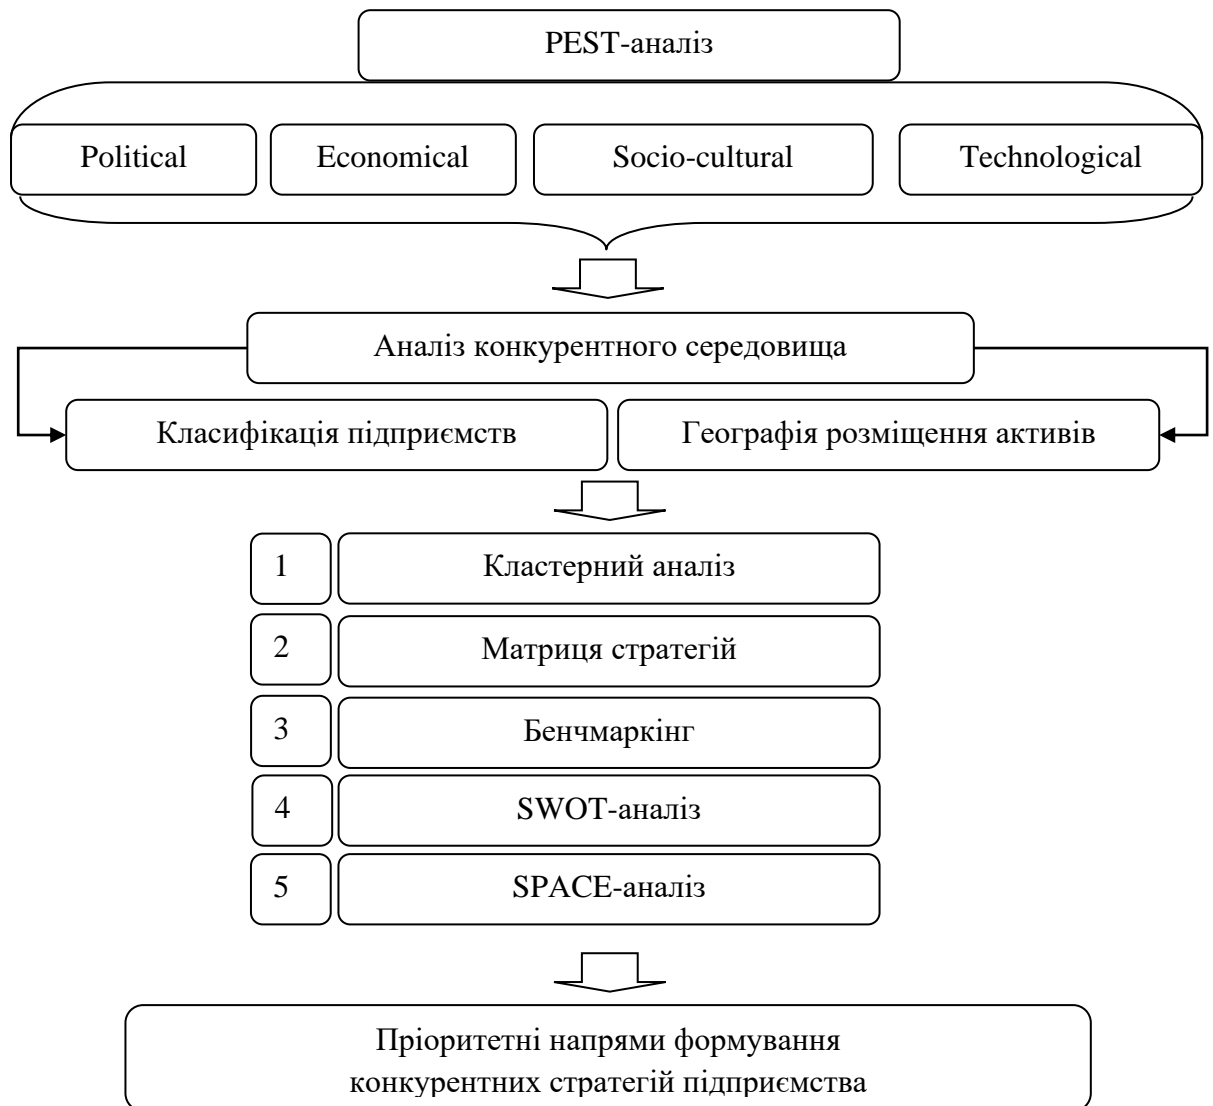 PEST-аналіз
Political
Economical
Socio-cultural
Technological
Аналіз конкурентного середовища
Класифікація підприємств
Географія розміщення активів
1
Кластерний аналіз
2
Матриця стратегій
3
Бенчмаркінг
4
SWOT-аналіз
5
SPACE-аналіз
Пріоритетні напрями формування
конкурентних стратегій підприємства